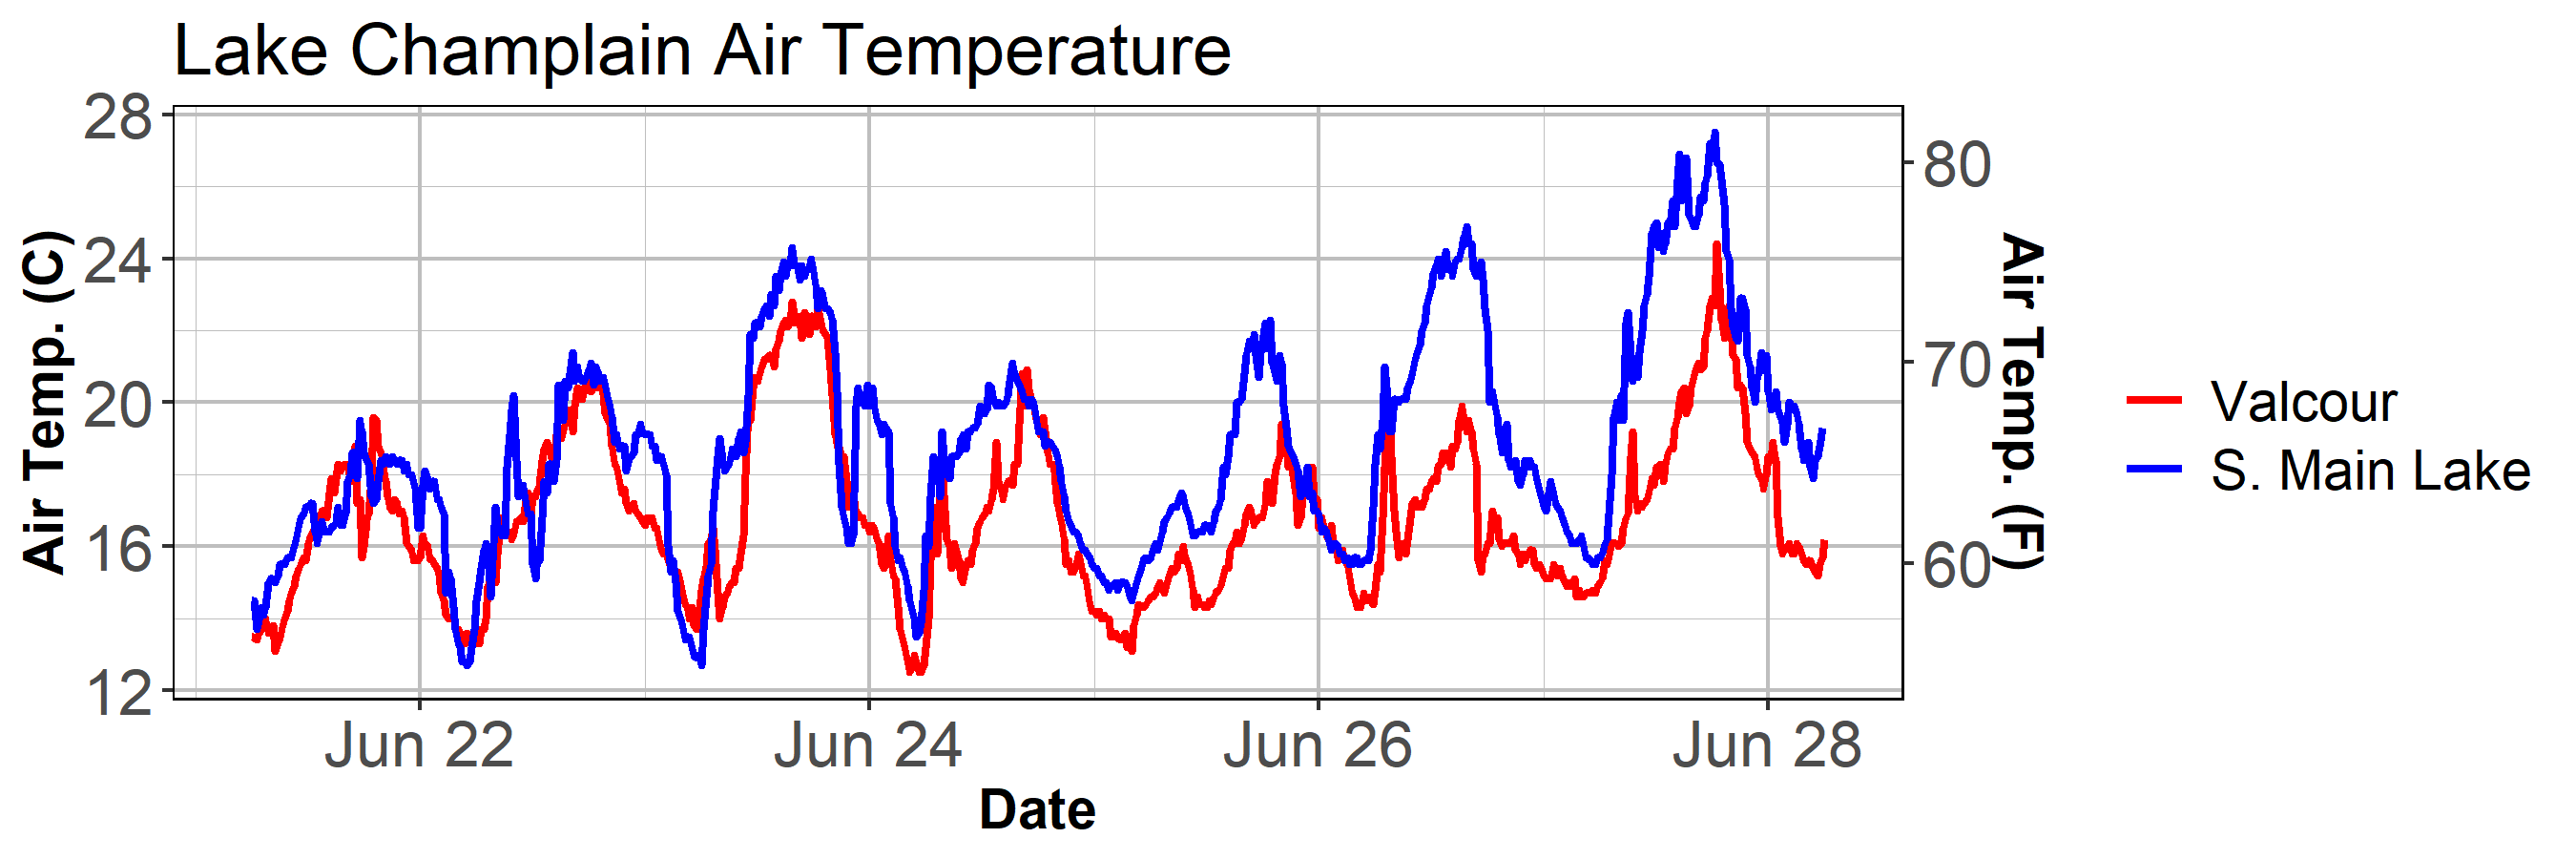 Lake Champlain Air Temperature
Air Temp. (C)
28
24
20
16
12
80
70
60
Air Temp. (F)
Jun 22
Jun 24
Jun 26
Jun 28
Date
Valcour
S. Main Lake